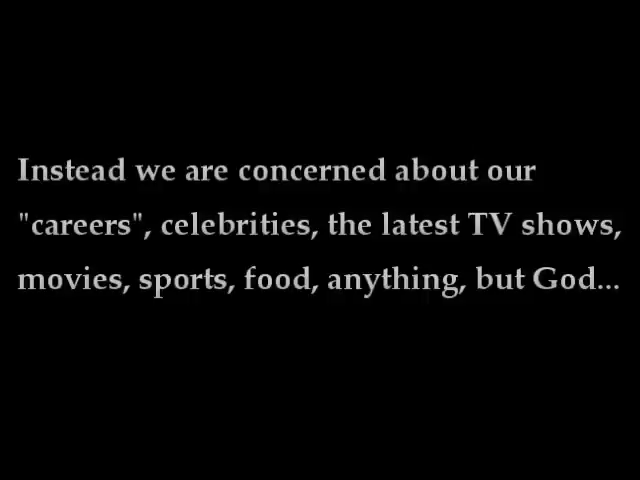 Instead we are concerned about our
"careers", celebrities, the latest TV shows,
movies, sports, food, anything, but God...